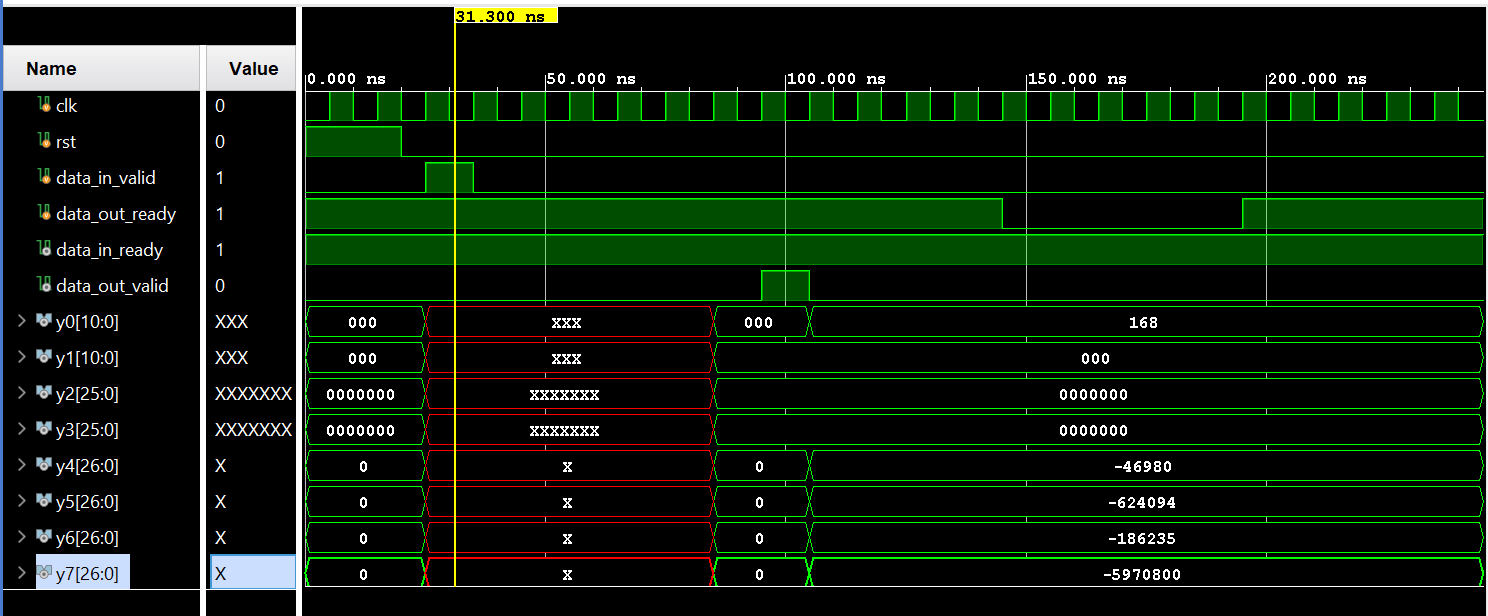 31.300 ns
Name Value
0.000 ns 50.000 ns 100.000 ns 150.000 ns 200.000 ns
clk 0
rst 0
data_in_valid 1
data_out_ready 1
data_in_ready 1
data_out_valid 0
y0[10:0] XXX 000 XXX 000 168
y1[10:0] XXX 000 XXX 000
y2[25:0] XXXXXXX 0000000 XXXXXXX 0000000
y3[25:0] XXXXXXX 0000000 XXXXXXX 0000000
y4[26:0] X 0 X 0 -46980
y5[26:0] X 0 X 0 -624094
y6[26:0] X 0 X 0 -186235
y7[26:0] X 0 X 0 -5970800